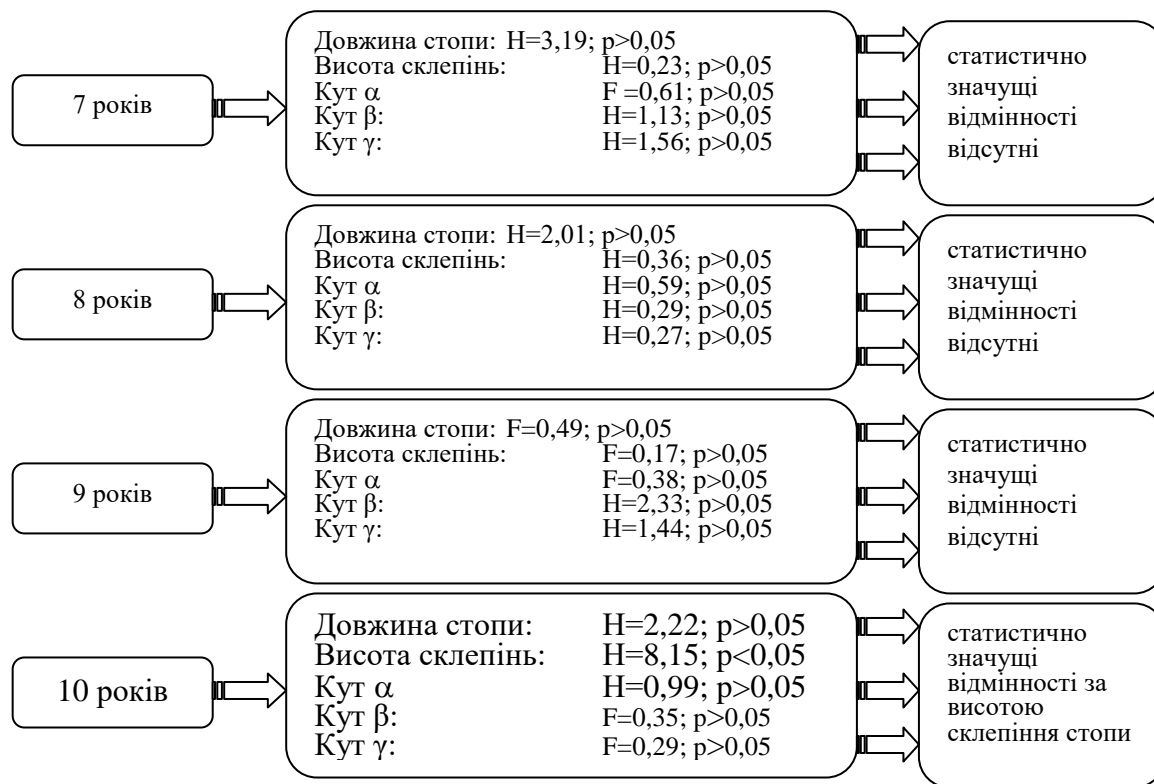 7 років
Довжина стопи: H=3,19; p>0,05
Висота склепінь: H=0,23; p>0,05
Кут α F =0,61; p>0,05
Кут β: H=1,13; p>0,05
Кут γ: H=1,56; p>0,05
статистично
значущі
відмінності
відсутні
8 років
Довжина стопи: H=2,01; p>0,05
Висота склепінь: H=0,36; p>0,05
Кут α H=0,59; p>0,05
Кут β: H=0,29; p>0,05
Кут γ: H=0,27; p>0,05
статистично
значущі
відмінності
відсутні
9 років
Довжина стопи: F=0,49; p>0,05
Висота склепінь: F=0,17; p>0,05
Кут α F=0,38; p>0,05
Кут β: H=2,33; p>0,05
Кут γ: H=1,44; p>0,05
статистично
значущі
відмінності
відсутні
10 років
Довжина стопи: H=2,22; p>0,05
Висота склепінь: H=8,15; p<0,05
Кут α H=0,99; p>0,05
Кут β: F=0,35; p>0,05
Кут γ: F=0,29; p>0,05
статистично
значущі
відмінності за
висотою
склепіння стопи